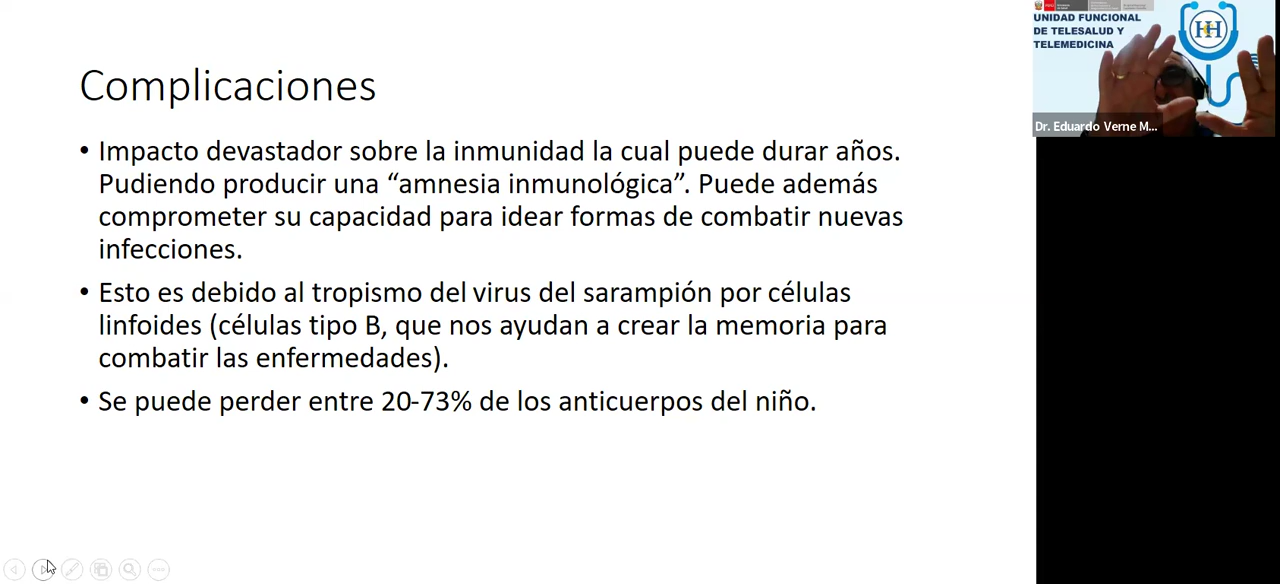 Complicaciones
• Impacto devastador sobre la inmunidad la cual puede durar años.
Pudiendo producir una “amnesia inmunológica”. Puede además
comprometer su capacidad para idear formas de combatir nuevas
infecciones.
• Esto es debido al tropismo del virus del sarampión por células
linfoides (células tipo B, que nos ayudan a crear la memoria para
combatir las enfermedades).
• Se puede perder entre 20-73% de los anticuerpos del niño.
UNIDAD FUNCIONAL
DE TELESALUD Y
TELEMEDICINA
Dr. Eduardo Verne M...